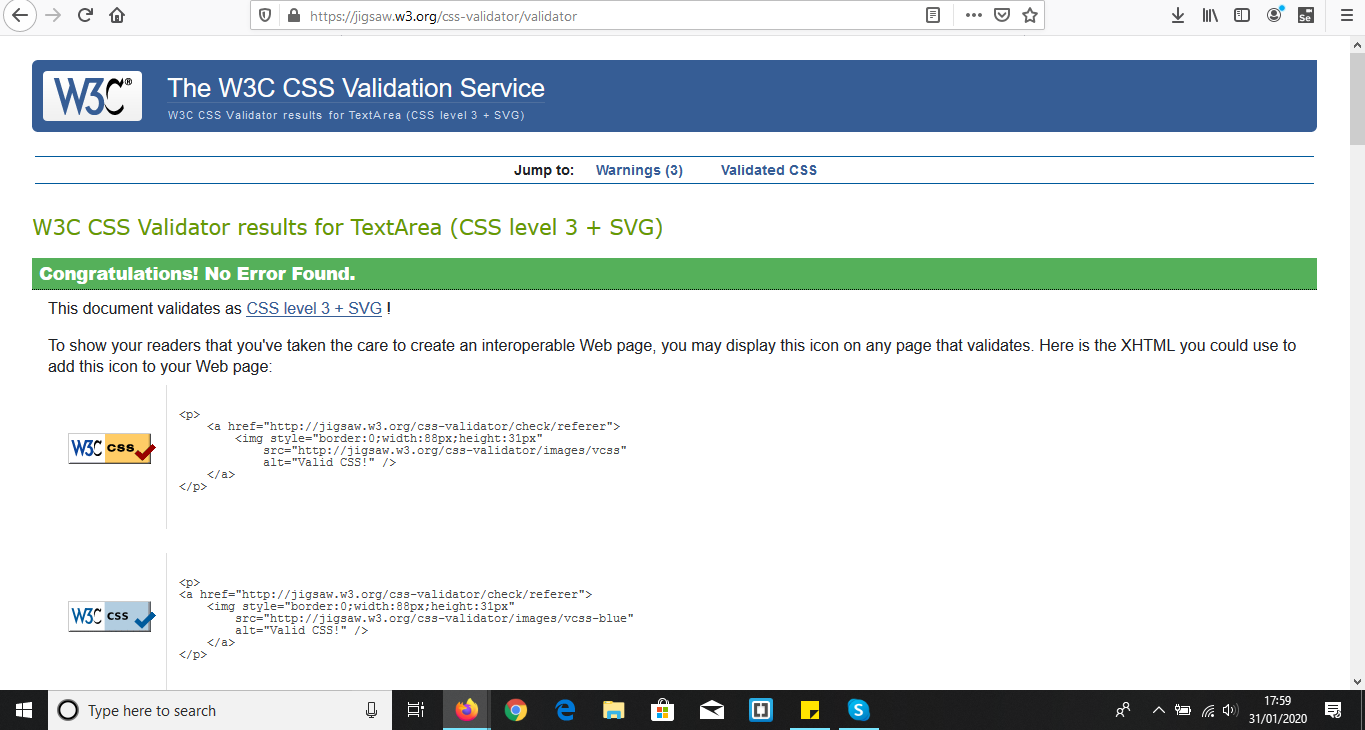 https://jigsaw.w3.org/css-validator/validator
Se
W3C® The W3C CSS Validation Service
W3C CSS Validator results for TextArea (CSS level 3 + SVG)
Jump to: Warnings (3) Validated CSS
W3C CSS Validator results for TextArea (CSS level 3 + SVG)
Congratulations! No Error Found.
This document validates as CSS level 3 + SVG !
To show your readers that you've taken the care to create an interoperable Web page, you may display this icon on any page that validates. Here is the XHTML you could use to
add this icon to your Web page:
W3C css
<p>
<a href="http://jigsaw.w3.org/css-validator/check/referer">
<img style="border:0;width:88px;height:31px"
src="http://jigsaw.w3.org/css-validator/images/vcss"
alt="Valid CSS!" />
</a>
</p>
W3C css
<p>
<a href="http://jigsaw.w3.org/css-validator/check/referer">
<img style="border:0;width:88px;height:31px"
src="http://jigsaw.w3.org/css-validator/images/vcss-blue"
alt="Valid CSS!" />
</a>
</p>
Type here to search
17:59
31/01/2020